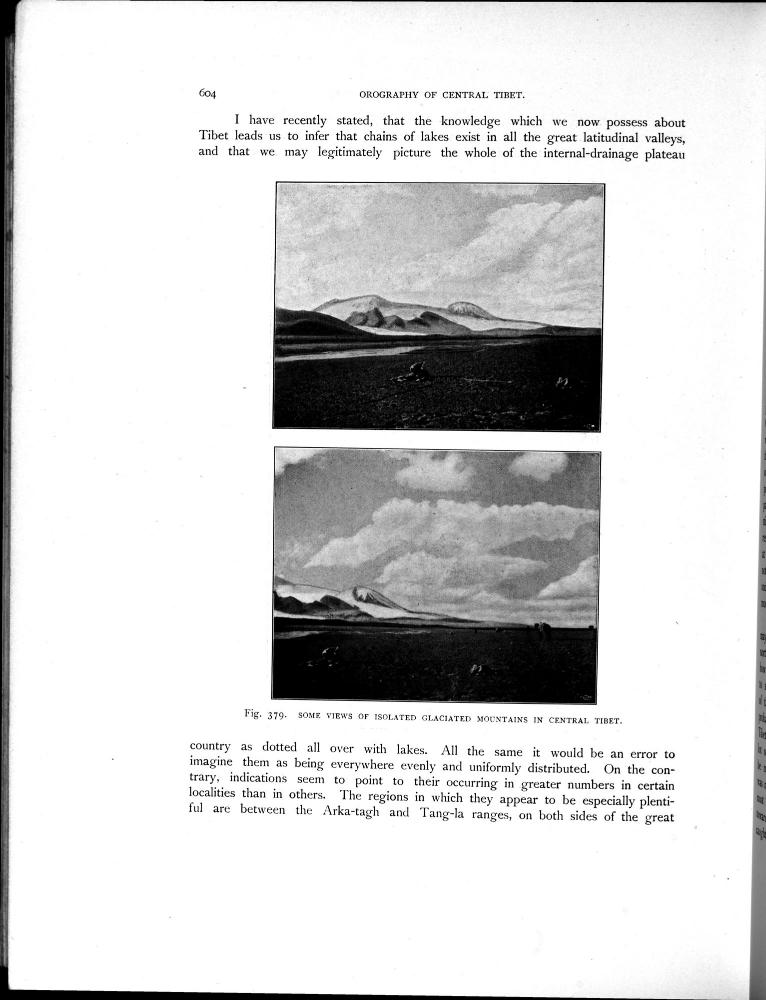 604
OROGRAPHY OF CENTRAL TIBET.
I have recently stated, that the knowledge which we now possess about
Tibet leads us to infer that chains of lakes exist in all the great latitudinal valleys,
and that we may legitimately picture the whole of the internal-drainage plateau
Fig. 379. SOME VIEWS OF ISOLATED GLACIATED MOUNTAINS IN CENTRAL TIBET.
country as dotted all over with lakes. All the same it would be an error to
imagine them as being everywhere evenly and uniformly distributed. On the con-
trary, indications seem to point to their occurring in greater numbers in certain
localities than in others. The regions in which they appear to be especially plenti-
ful are between the Arka-tagh and Tang-la ranges, on both sides of the great